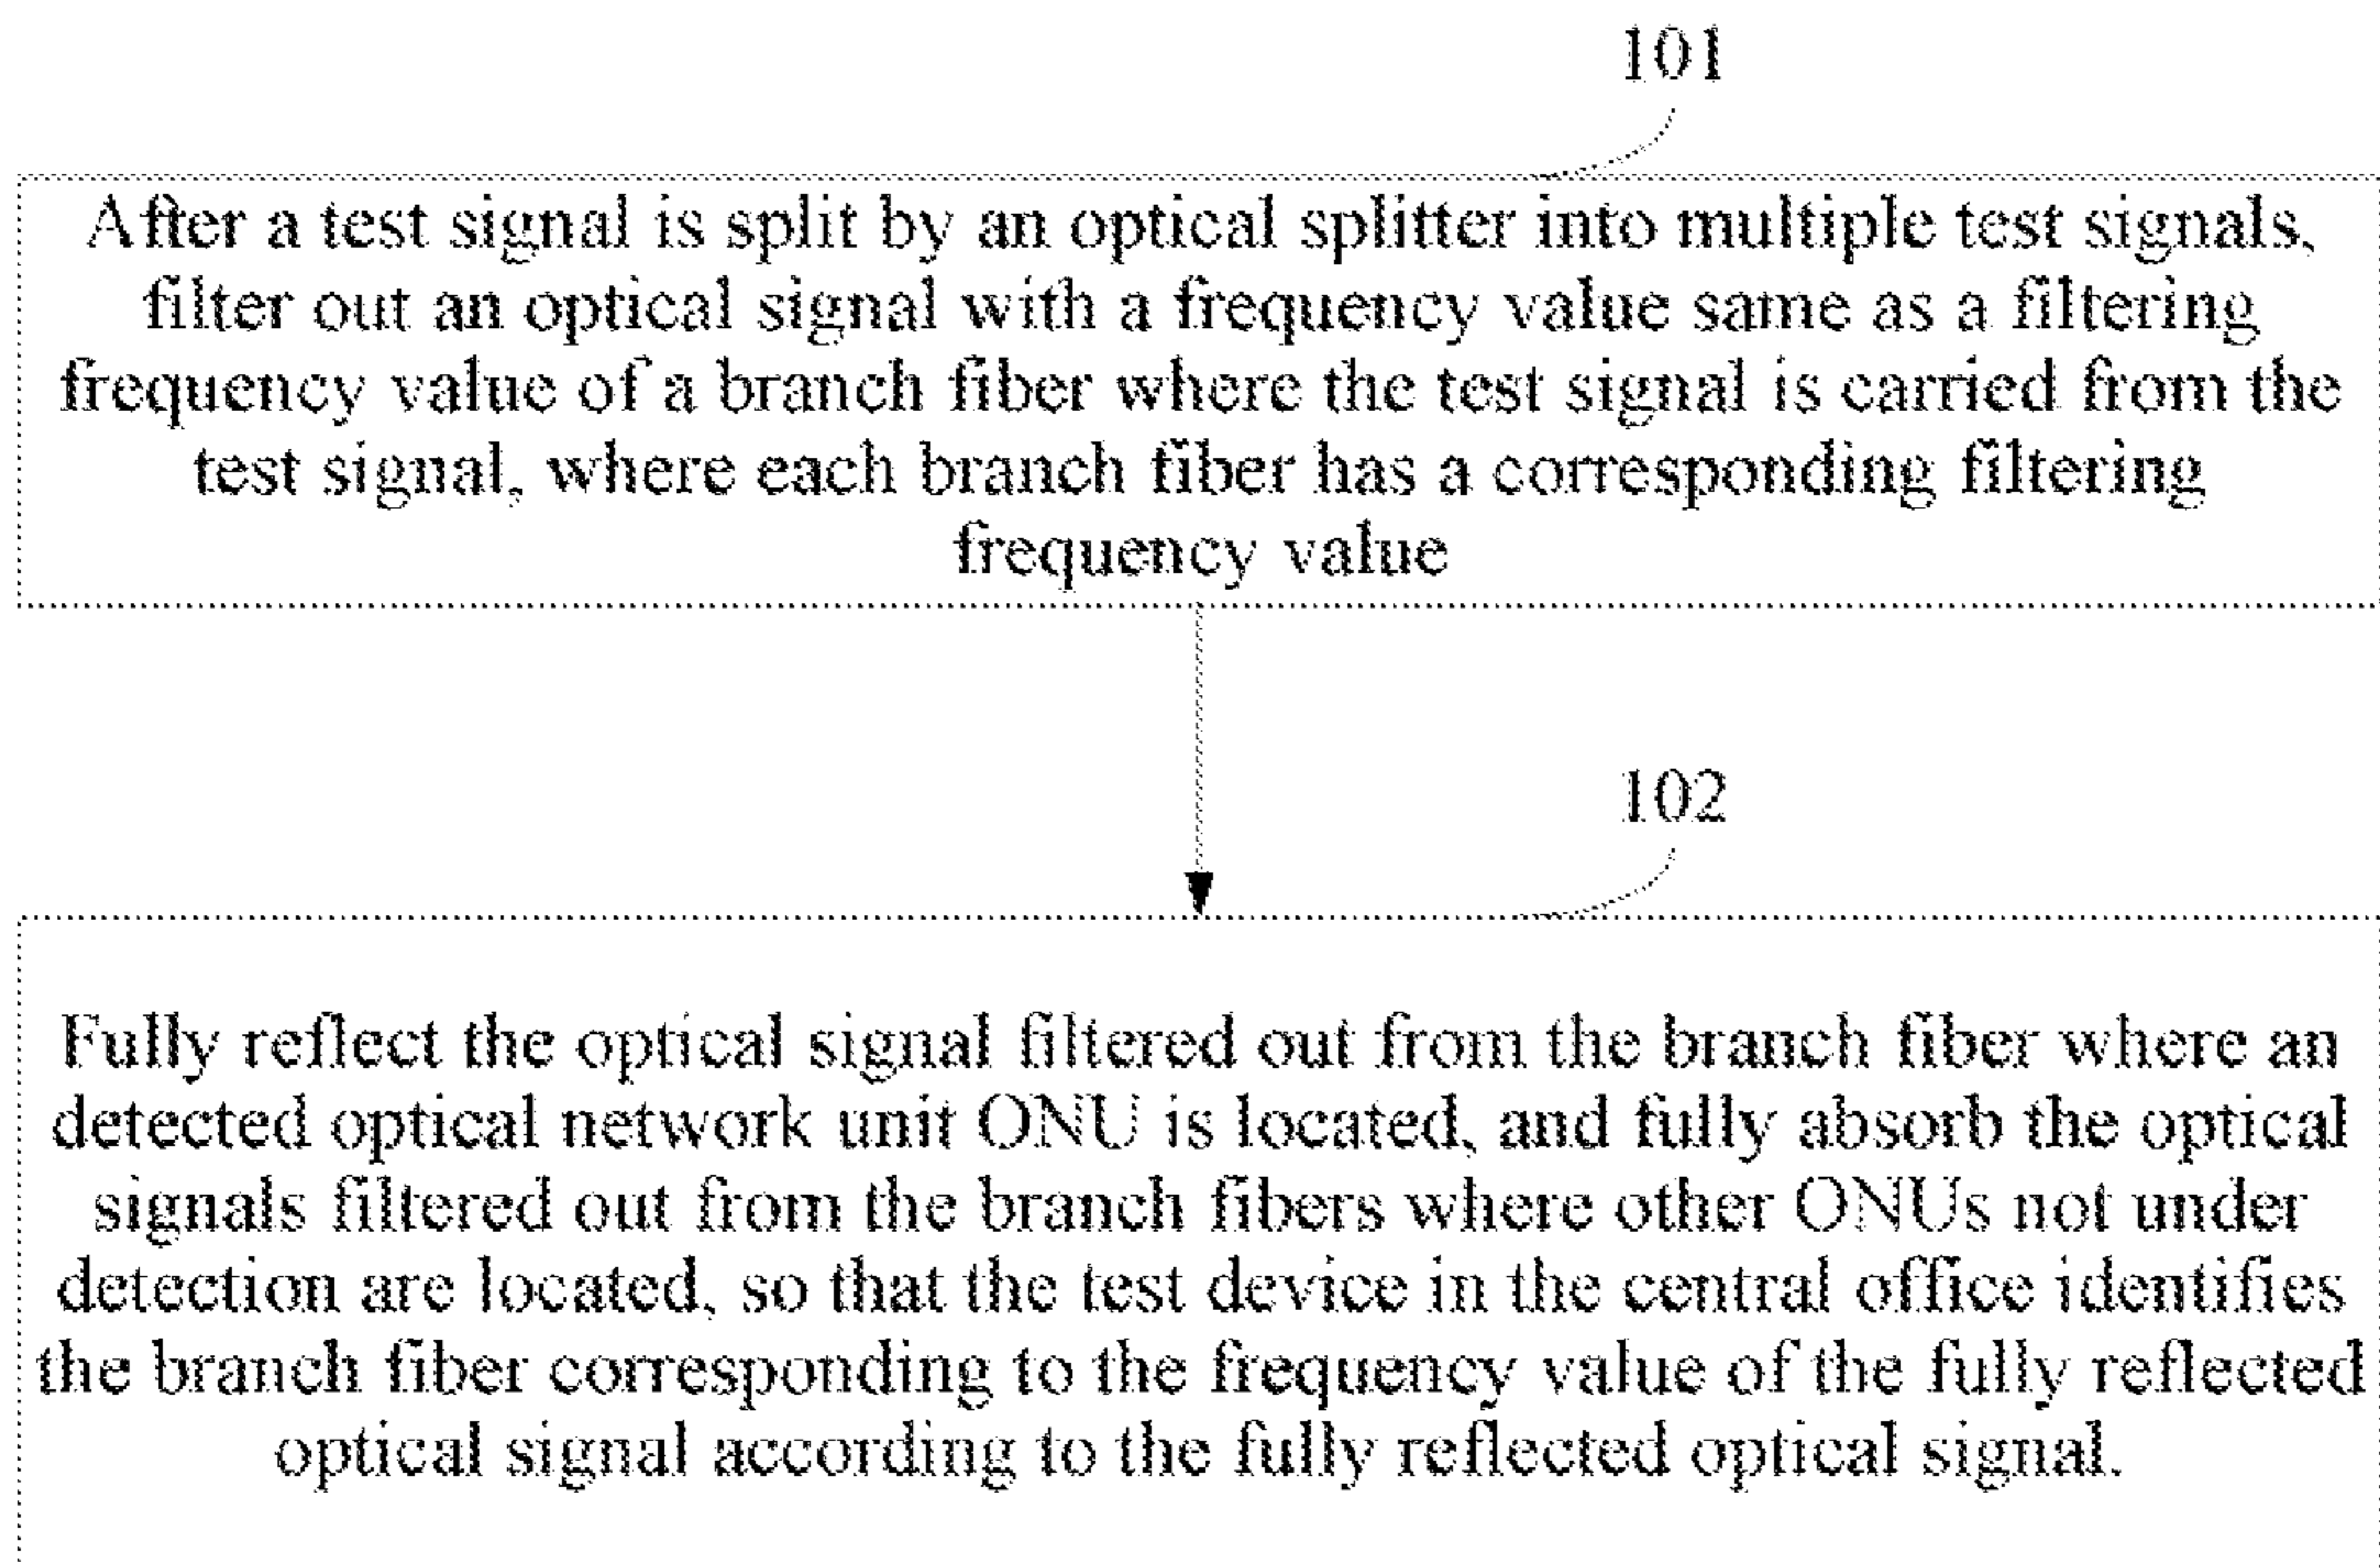 101
After a test signal is split by an optical splitter into multiple test signals,
filter out an optical signal with a frequency value same as a filtering
frequency value of a branch fiber where the test signal is carried from the
test signal, where each branch fiber has a corresponding filtering
frequency value
102
Fully reflect the optical signal filtered out from the branch fiber where an
detected optical network unit ONU is located, and fully absorb the optical
signals filtered out from the branch fibers where other ONUs not under
detection are located, so that the test device in the central office identifies
the branch fiber corresponding to the frequency value of the fully reflected
optical signal according to the fully reflected optical signal.